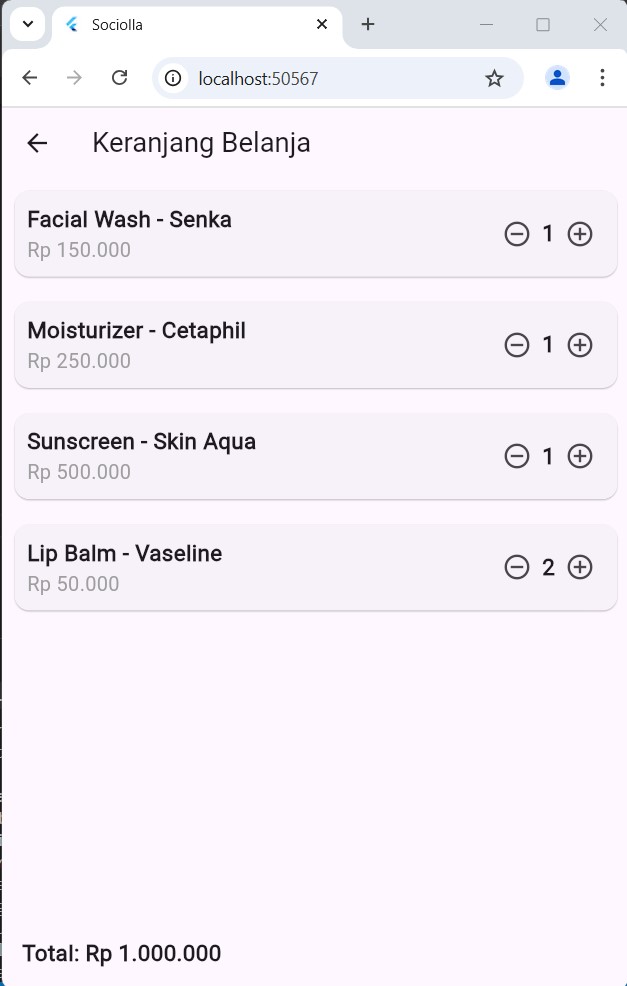 Sociolla
localhost:50567
Keranjang Belanja
Facial Wash - Senka
Rp 150.000
1
Moisturizer - Cetaphil
Rp 250.000
1
Sunscreen - Skin Aqua
Rp 500.000
1
Lip Balm - Vaseline
Rp 50.000
2
Total: Rp 1.000.000